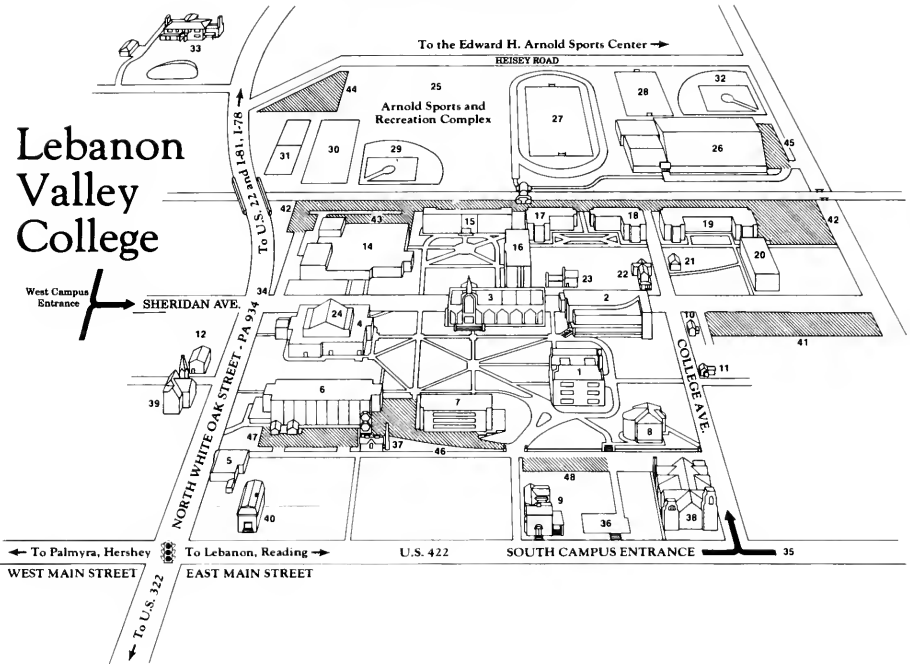 33
To the Edward H. Arnold Sports Center →
HEISEY ROAD
44
25
Arnold Sports and
Recreation Complex
27
28
32
31
30
29
26
45
Lebanon
Valley
College
To U.S. 22 and I-81, I-78 →
42
43
14
15
16
17
18
19
42
20
21
22
23
West Campus
Entrance
SHERIDAN AVE.
34
24
4
3
2
10
41
12
39
NORTH WHITE OAK STREET - PA 934
COLLEGE AVE.
11
1
6
7
8
47
37
46
5
40
48
9
36
38
← To Palmyra, Hershey
To Lebanon, Reading →
U.S. 422
SOUTH CAMPUS ENTRANCE
35
WEST MAIN STREET
EAST MAIN STREET
← To U.S. 322